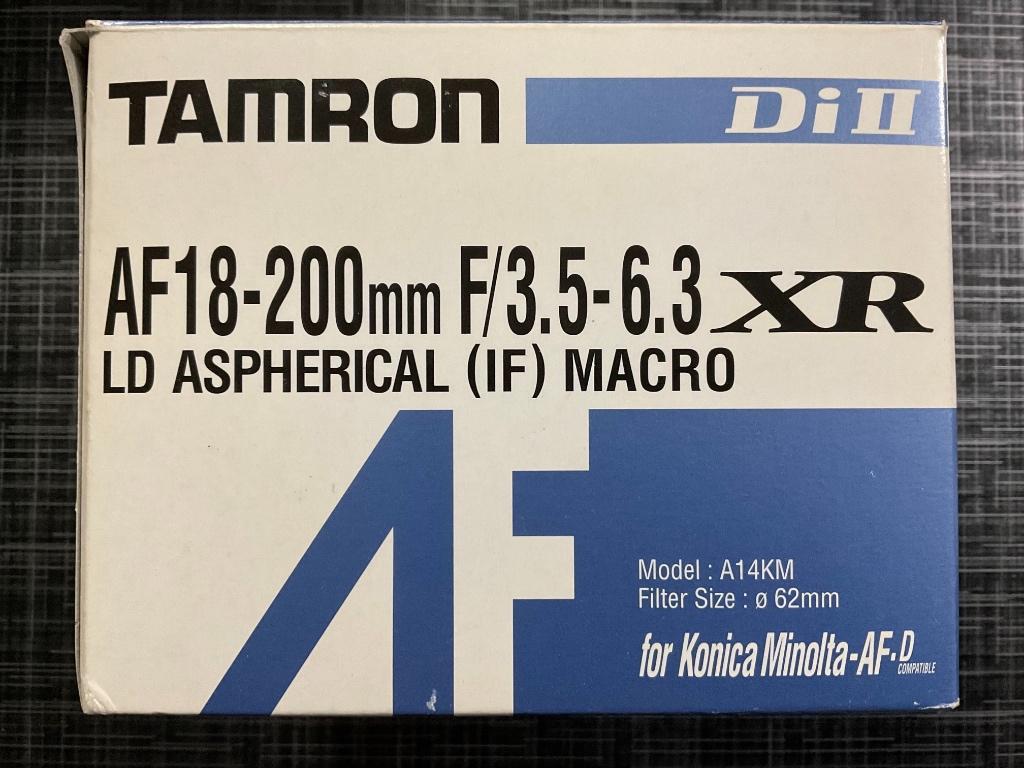 TAMRON Di II
AF18-200mm F/3.5-6.3 XR
LD ASPHERICAL (IF) MACRO
AF
Model : A14KM
Filter Size : ø 62mm
for Konica Minolta-AF-D
COMPATIBLE